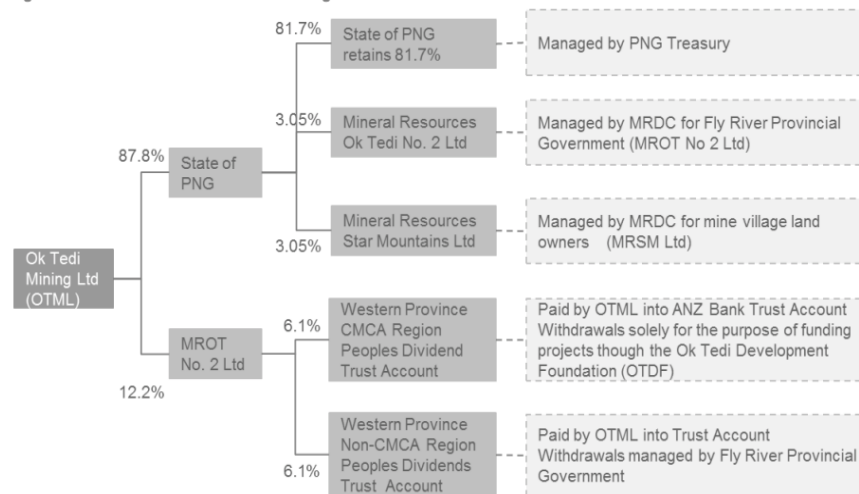 81.7%
State of PNG
retains 81.7%
Managed by PNG Treasury
3.05%
Mineral Resources
Ok Tedi No. 2 Ltd
Managed by MRDC for Fly River Provincial
Government (MROT No 2 Ltd)
87.8%
State of
PNG
3.05%
Mineral Resources
Star Mountains Ltd
Managed by MRDC for mine village land
owners (MRSM Ltd)
Ok Tedi
Mining Ltd
(OTML)
6.1%
Western Province
CMCA Region
Peoples Dividend
Trust Account
Paid by OTML into ANZ Bank Trust Account
Withdrawals solely for the purpose of funding
projects though the Ok Tedi Development
Foundation (OTDF)
MROT
No. 2 Ltd
12.2%
6.1%
Western Province
Non-CMCA Region
Peoples Dividends
Trust Account
Paid by OTML into Trust Account
Withdrawals managed by Fly River Provincial
Government